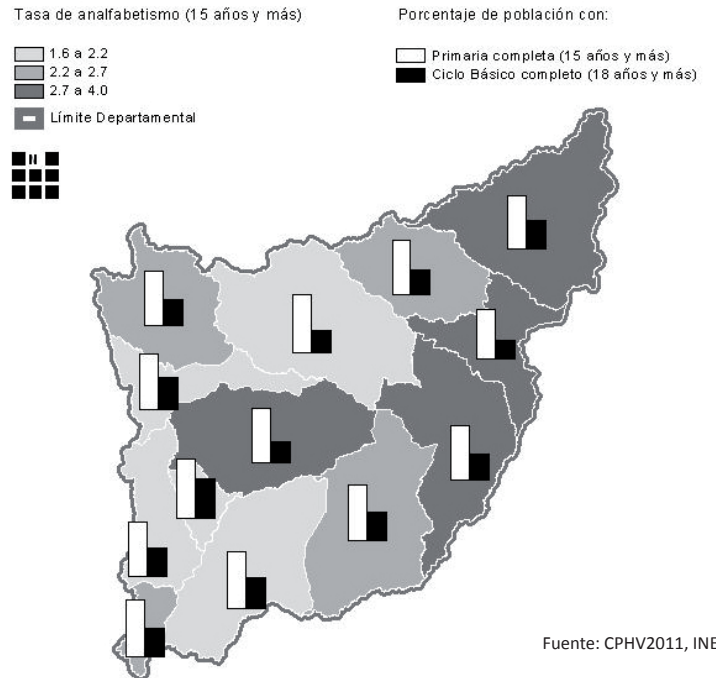 Tasa de analfabetismo (15 años y más)
1.6 a 2.2
2.2 a 2.7
2.7 a 4.0
Límite Departamental
Porcentaje de población con:
Primaria completa (15 años y más)
Ciclo Básico completo (18 años y más)
N
Fuente: CPHV2011, INE